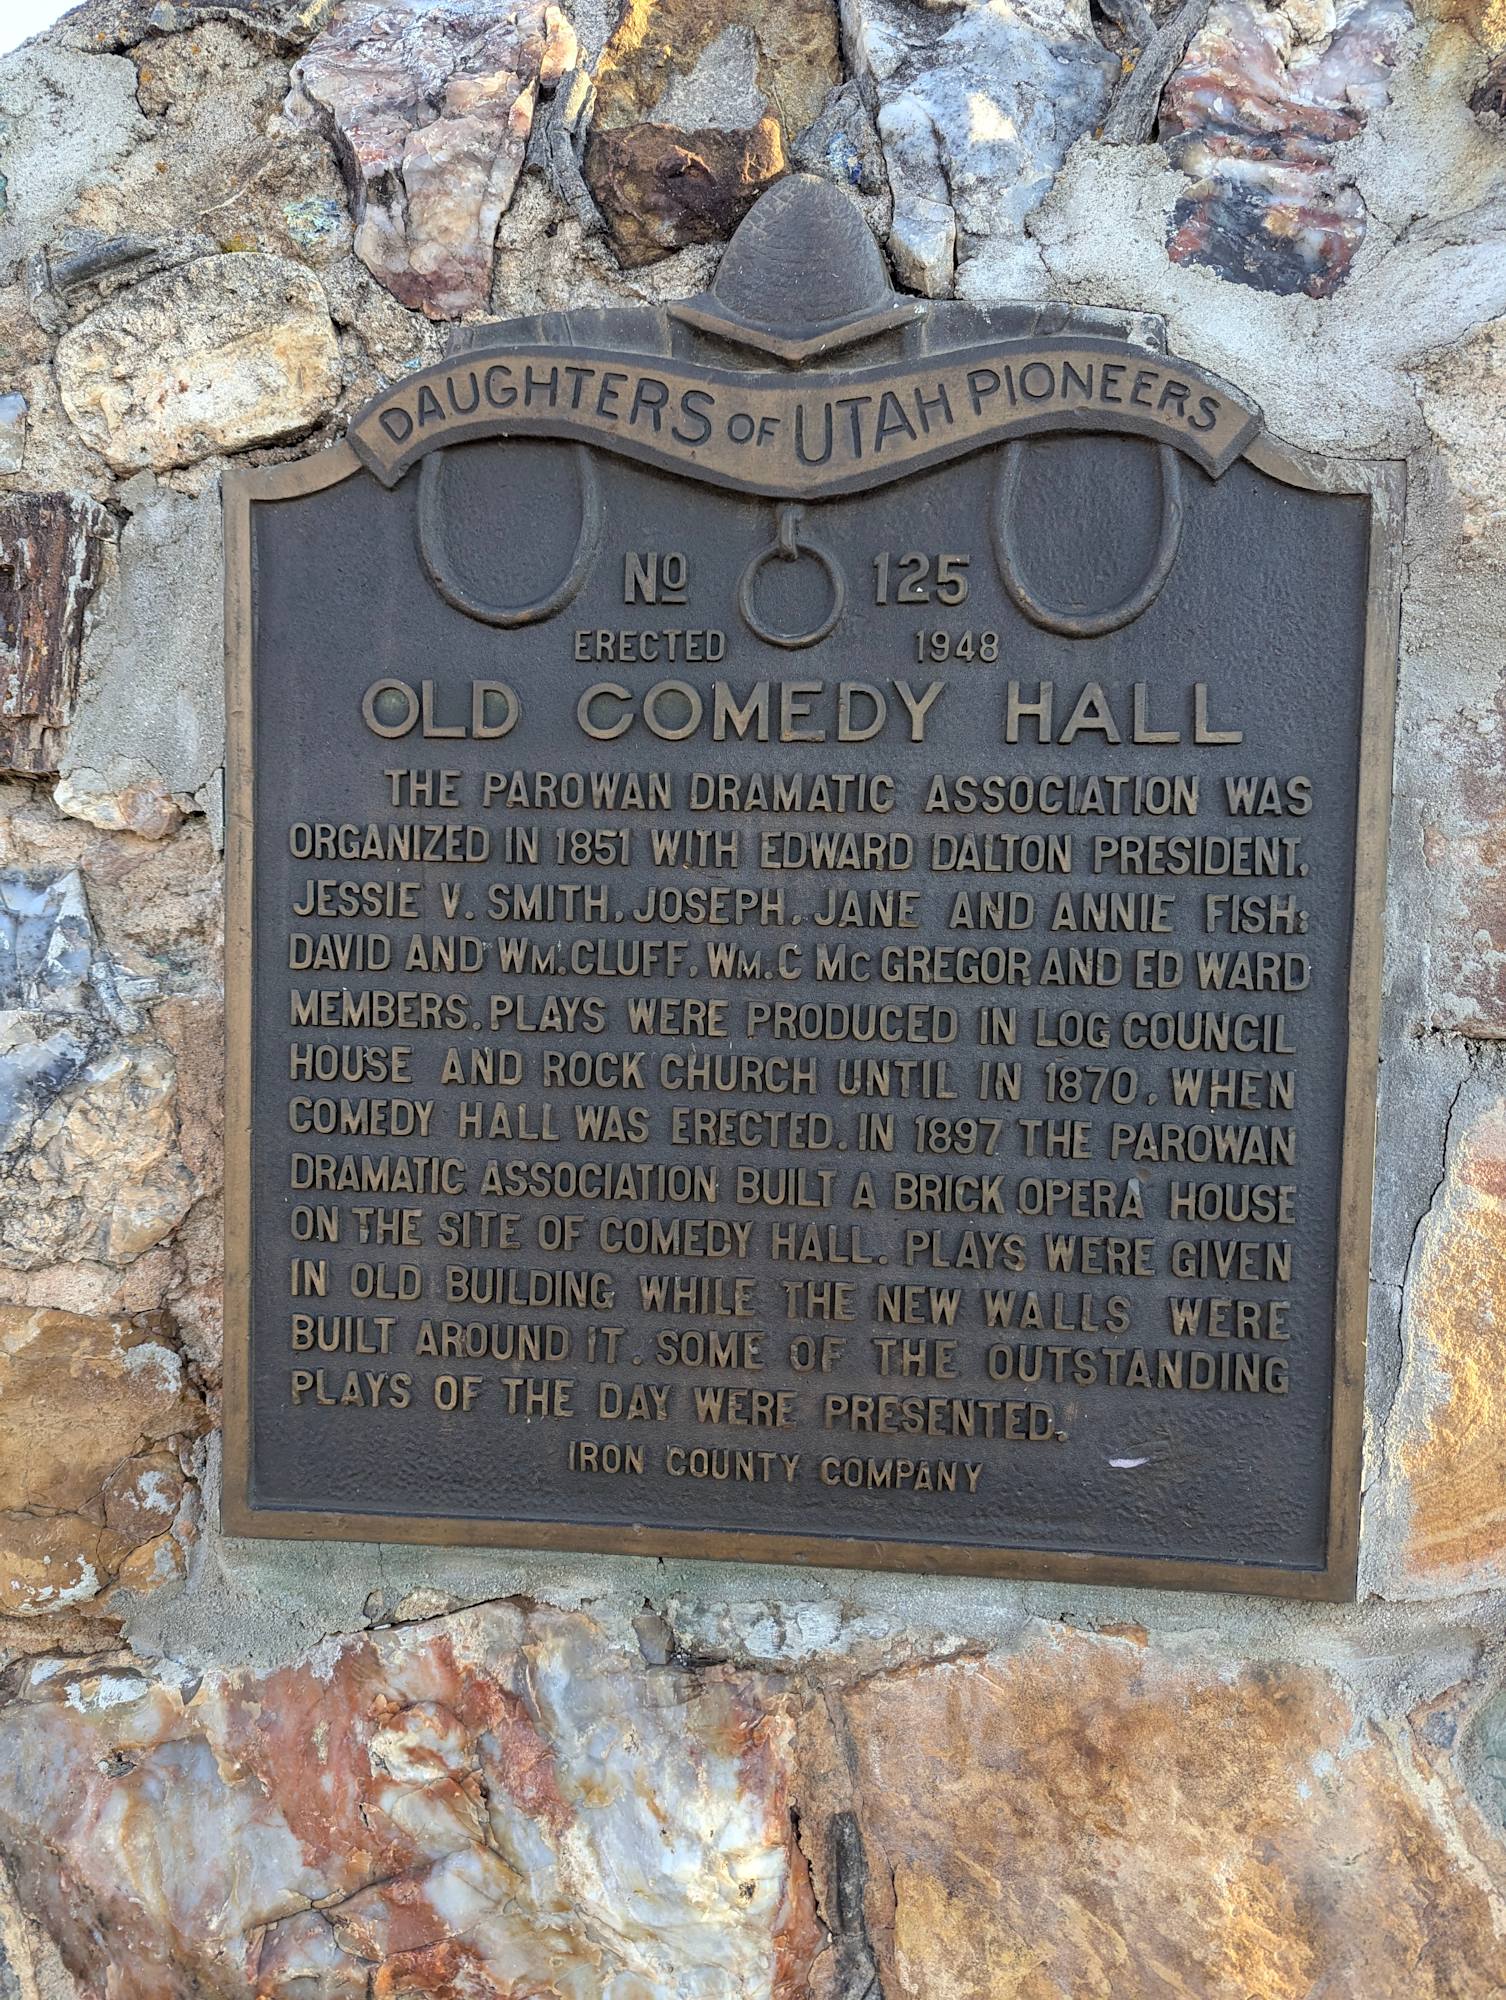 DAUGHTERS OF UTAH PIONEERS
No 125
ERECTED 1948
OLD COMEDY HALL
THE PAROWAN DRAMATIC ASSOCIATION WAS
ORGANIZED IN 1851 WITH EDWARD DALTON PRESIDENT,
JESSIE V. SMITH, JOSEPH, JANE AND ANNIE FISH;
DAVID AND WM. CLUFF, WM. C MC GREGOR AND ED WARD
MEMBERS. PLAYS WERE PRODUCED IN LOG COUNCIL
HOUSE AND ROCK CHURCH UNTIL IN 1870, WHEN
COMEDY HALL WAS ERECTED. IN 1897 THE PAROWAN
DRAMATIC ASSOCIATION BUILT A BRICK OPERA HOUSE
ON THE SITE OF COMEDY HALL. PLAYS WERE GIVEN
IN OLD BUILDING WHILE THE NEW WALLS WERE
BUILT AROUND IT. SOME OF THE OUTSTANDING
PLAYS OF THE DAY WERE PRESENTED.
IRON COUNTY COMPANY